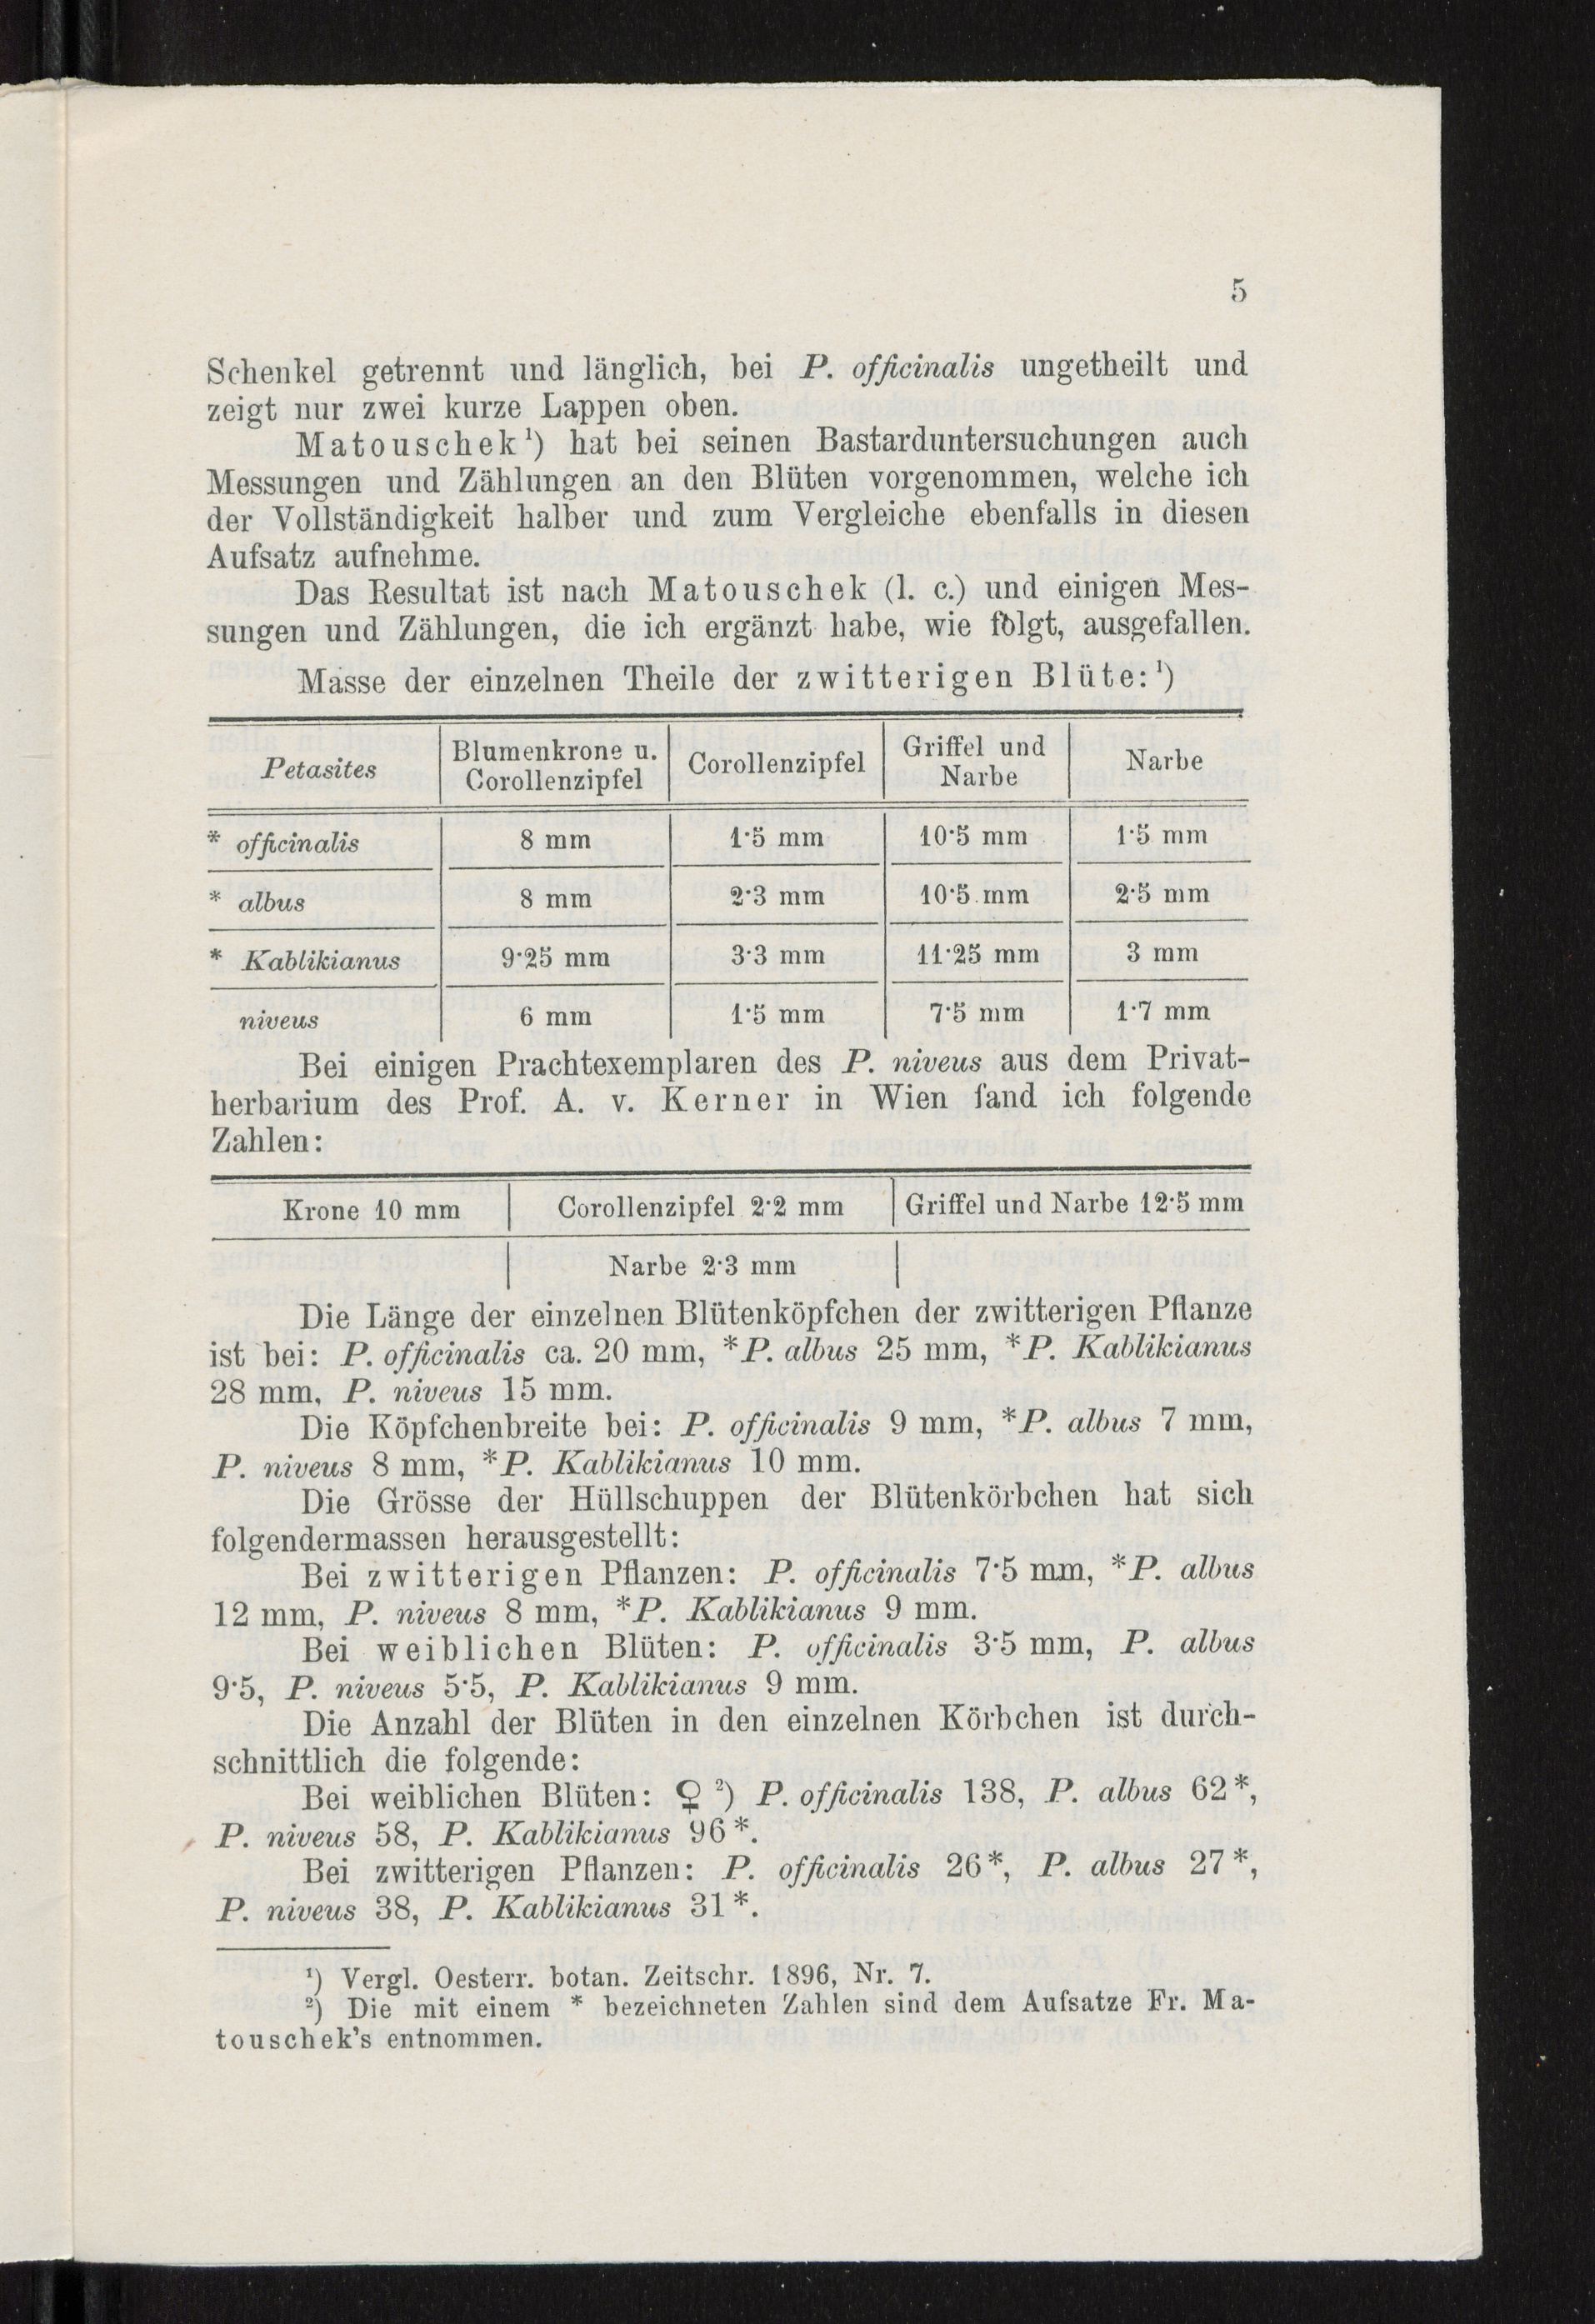 5
Schenkel getrennt und länglich, bei P. officinalis ungetheilt und
zeigt nur zwei kurze Lappen oben.
Matouschek¹) hat bei seinen Bastarduntersuchungen auch
Messungen und Zählungen an den Blüten vorgenommen, welche ich
der Vollständigkeit halber und zum Vergleiche ebenfalls in diesen
Aufsatz aufnehme.
Das Resultat ist nach Matouschek (l. c.) und einigen Mes-
sungen und Zählungen, die ich ergänzt habe, wie folgt, ausgefallen.
Masse der einzelnen Theile der zwitterigen Blüte:¹)
Petasites | Blumenkrone u. Corollenzipfel | Corollenzipfel | Griffel und Narbe | Narbe
* officinalis | 8 mm | 1·5 mm | 10·5 mm | 1·5 mm
* albus | 8 mm | 2·3 mm | 10·5 mm | 2·5 mm
* Kablikianus | 9·25 mm | 3·3 mm | 11·25 mm | 3 mm
niveus | 6 mm | 1·5 mm | 7·5 mm | 1·7 mm
Bei einigen Prachtexemplaren des P. niveus aus dem Privat-
herbarium des Prof. A. v. Kerner in Wien fand ich folgende
Zahlen:
Krone 10 mm | Corollenzipfel 2·2 mm | Griffel und Narbe 12·5 mm
Narbe 2·3 mm
Die Länge der einzelnen Blütenköpfchen der zwitterigen Pflanze
ist bei: P. officinalis ca. 20 mm, *P. albus 25 mm, *P. Kablikianus
28 mm, P. niveus 15 mm.
Die Köpfchenbreite bei: P. officinalis 9 mm, *P. albus 7 mm,
P. niveus 8 mm, *P. Kablikianus 10 mm.
Die Grösse der Hüllschuppen der Blütenkörbchen hat sich
folgendermassen herausgestellt:
Bei zwitterigen Pflanzen: P. officinalis 7·5 mm, *P. albus
12 mm, P. niveus 8 mm, *P. Kablikianus 9 mm.
Bei weiblichen Blüten: P. officinalis 3·5 mm, P. albus
9·5, P. niveus 5·5, P. Kablikianus 9 mm.
Die Anzahl der Blüten in den einzelnen Körbchen ist durch-
schnittlich die folgende:
Bei weiblichen Blüten: ♀ ²) P. officinalis 138, P. albus 62*,
P. niveus 58, P. Kablikianus 96*.
Bei zwitterigen Pflanzen: P. officinalis 26*, P. albus 27*,
P. niveus 38, P. Kablikianus 31*.
¹) Vergl. Oesterr. botan. Zeitschr. 1896, Nr. 7.
²) Die mit einem * bezeichneten Zahlen sind dem Aufsatze Fr. Ma-
touschek's entnommen.